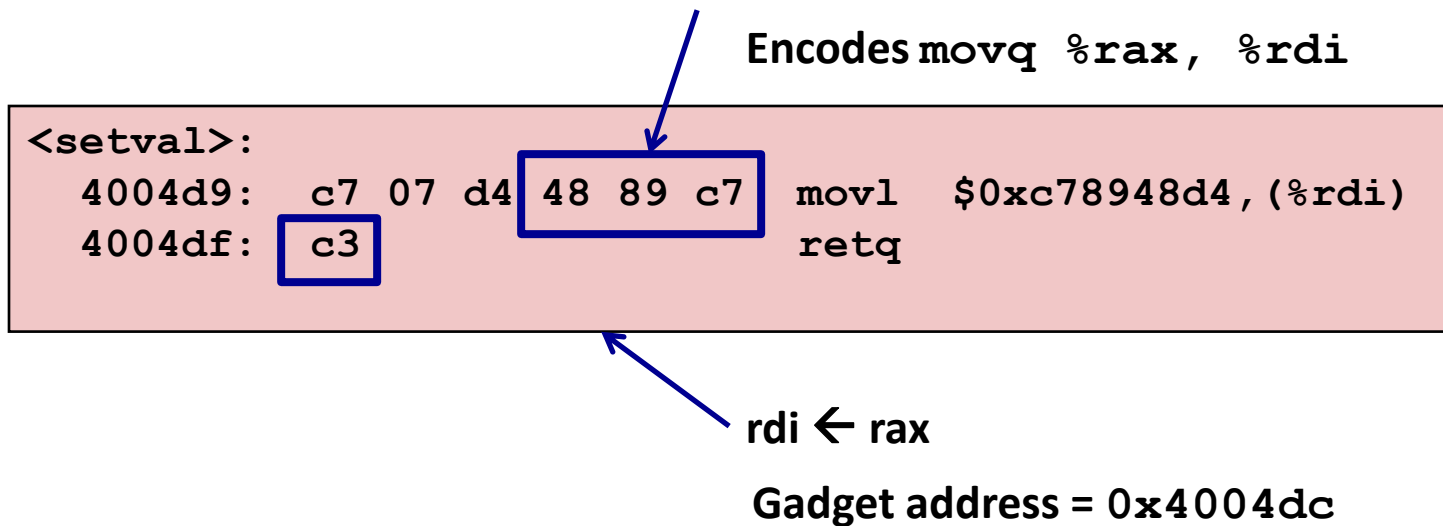 Encodes movq %rax, %rdi
<setval>:
4004d9: c7 07 d4 48 89 c7 movl $0xc78948d4,(%rdi)
4004df: c3 retq
rdi ← rax
Gadget address = 0x4004dc